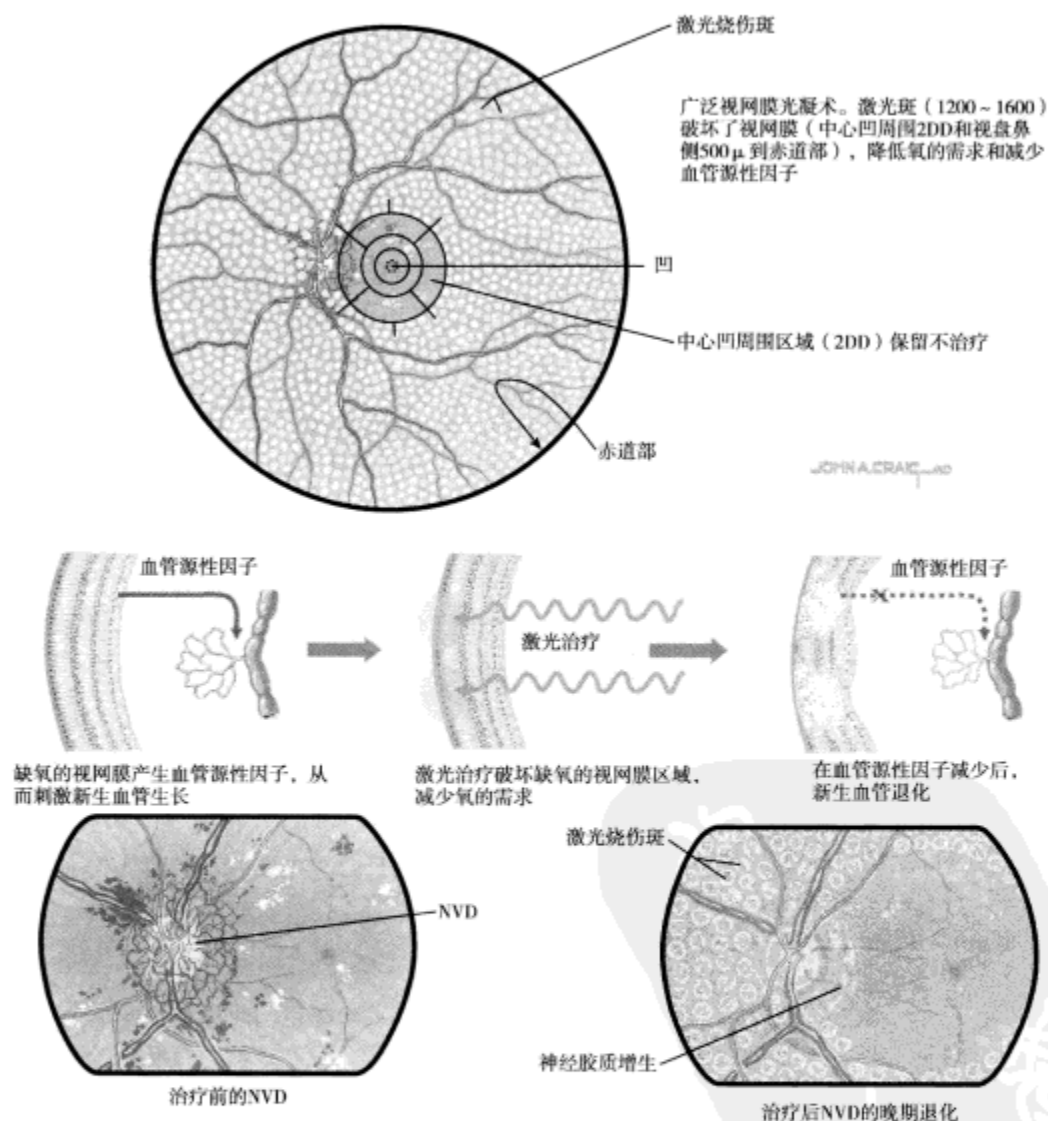 激光烧伤斑
广泛视网膜光凝术。激光斑（1200～1600）
破坏了视网膜（中心凹周围2DD和视盘鼻
侧500μ到赤道部），降低氧的需求和减少
血管源性因子
凹
中心凹周围区域（2DD）保留不治疗
赤道部
JOHN A. CRAIG MD
血管源性因子
激光治疗
血管源性因子
缺氧的视网膜产生血管源性因子，从
而刺激新生血管生长
激光治疗破坏缺氧的视网膜区域，
减少氧的需求
在血管源性因子减少后，
新生血管退化
NVD
治疗前的NVD
激光烧伤斑
神经胶质增生
治疗后NVD的晚期退化